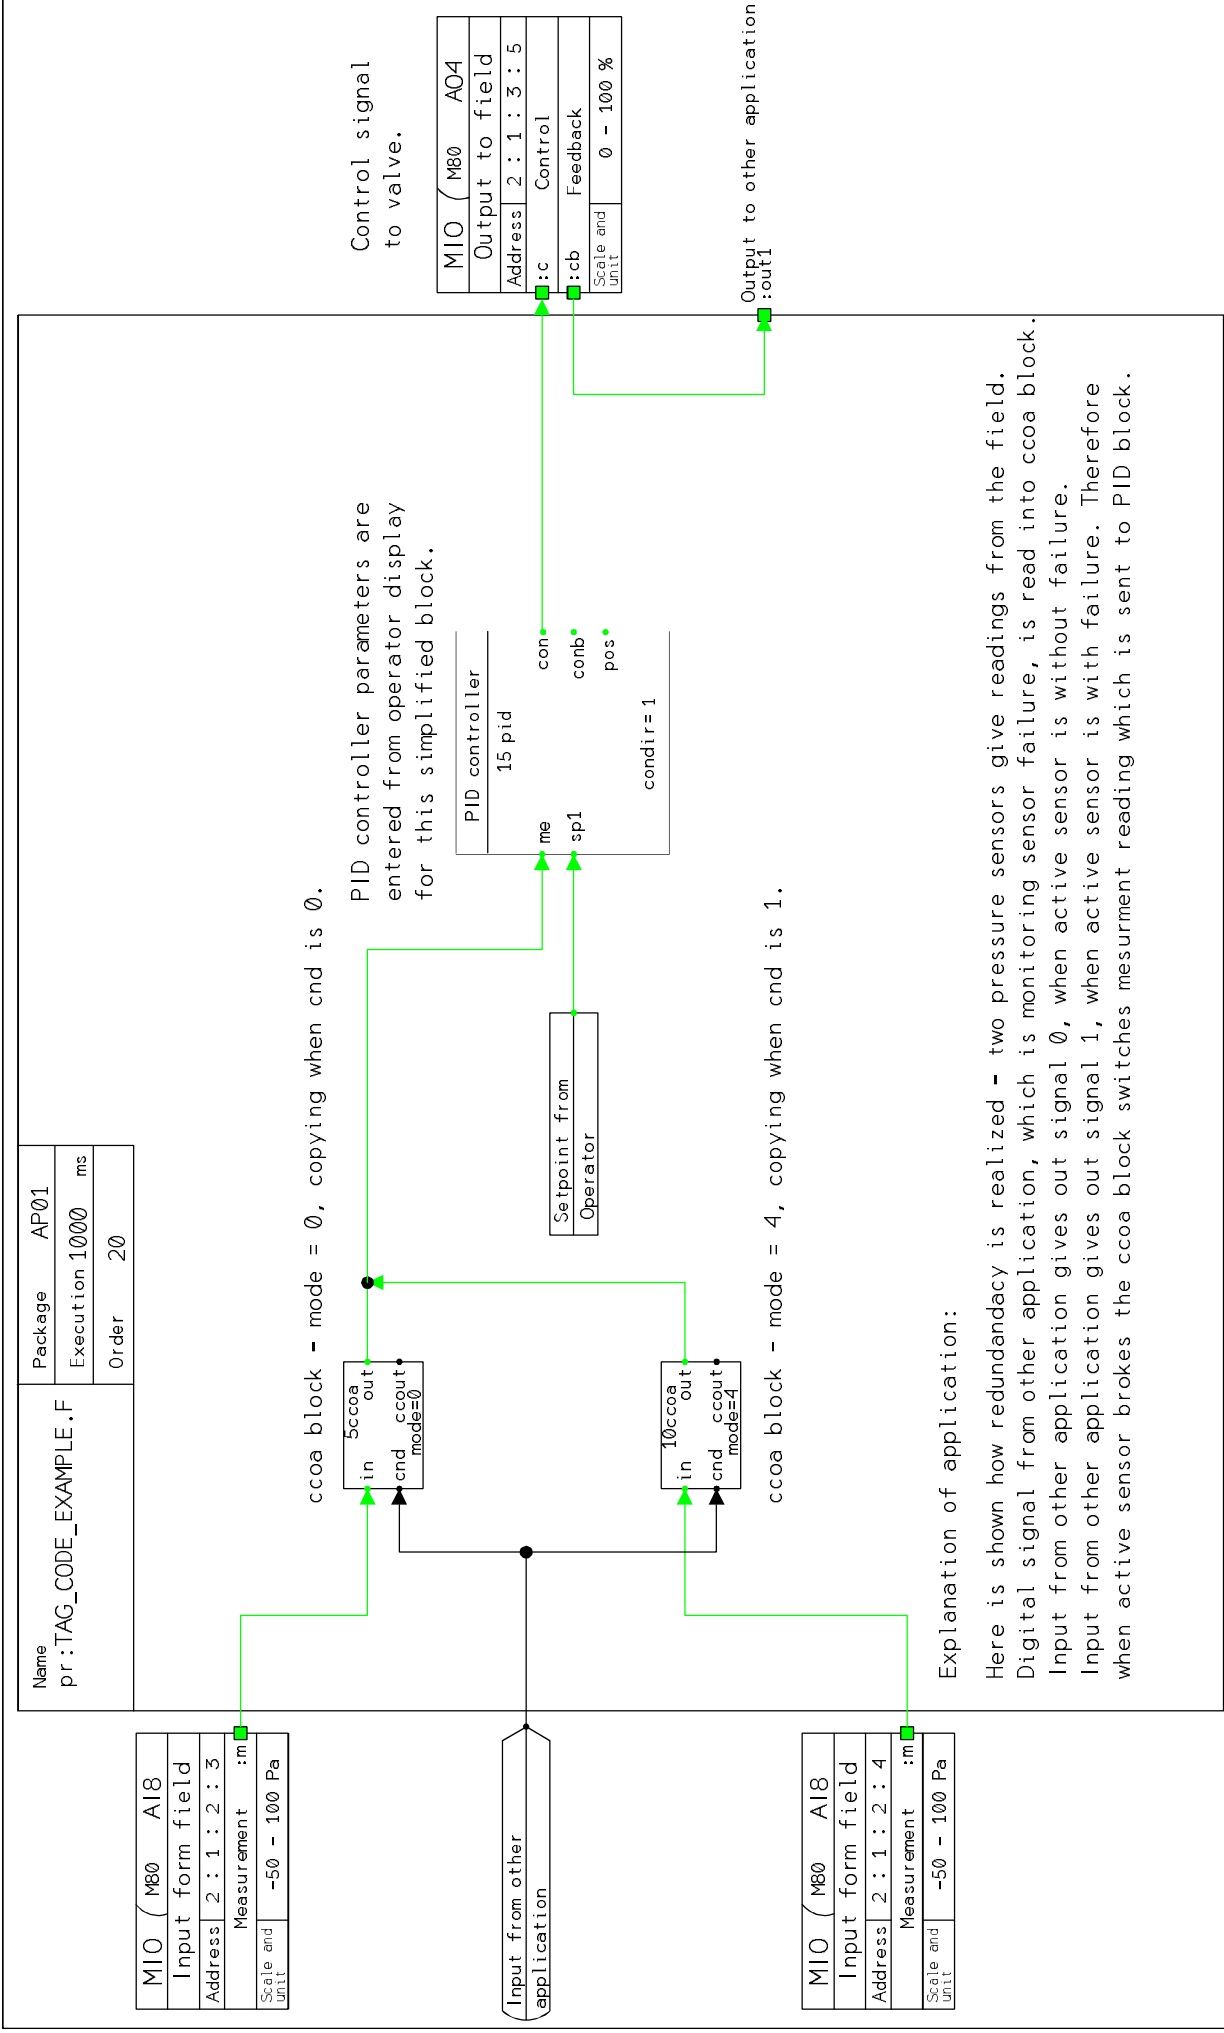 Name
pr:TAG_CODE_EXAMPLE.F
Package AP01
Execution 1000 ms
Order 20
MIO M80 AI8
Input form field
Address 2 : 1 : 2 : 3
Measurement :m
Scale and unit -50 - 100 Pa
Input from other
application
MIO M80 AI8
Input form field
Address 2 : 1 : 2 : 4
Measurement :m
Scale and unit -50 - 100 Pa
ccoa block - mode = 0, copying when cnd is 0.
5ccoa
in out
cnd ccout
mode=0
10ccoa
in out
cnd ccout
mode=4
ccoa block - mode = 4, copying when cnd is 1.
Setpoint from
Operator
PID controller parameters are
entered from operator display
for this simplified block.
PID controller
15 pid
me con
sp1 conb
pos
condir= 1
Control signal
to valve.
MIO M80 AO4
Output to field
Address 2 : 1 : 3 : 5
:c Control
:cb Feedback
Scale and unit 0 - 100 %
Output to other application
:out1
Explanation of application:
Here is shown how redundandacy is realized - two pressure sensors give readings from the field.
Digital signal from other application, which is monitoring sensor failure, is read into ccoa block.
Input from other application gives out signal 0, when active sensor is without failure.
Input from other application gives out signal 1, when active sensor is with failure. Therefore
when active sensor brokes the ccoa block switches mesurment reading which is sent to PID block.